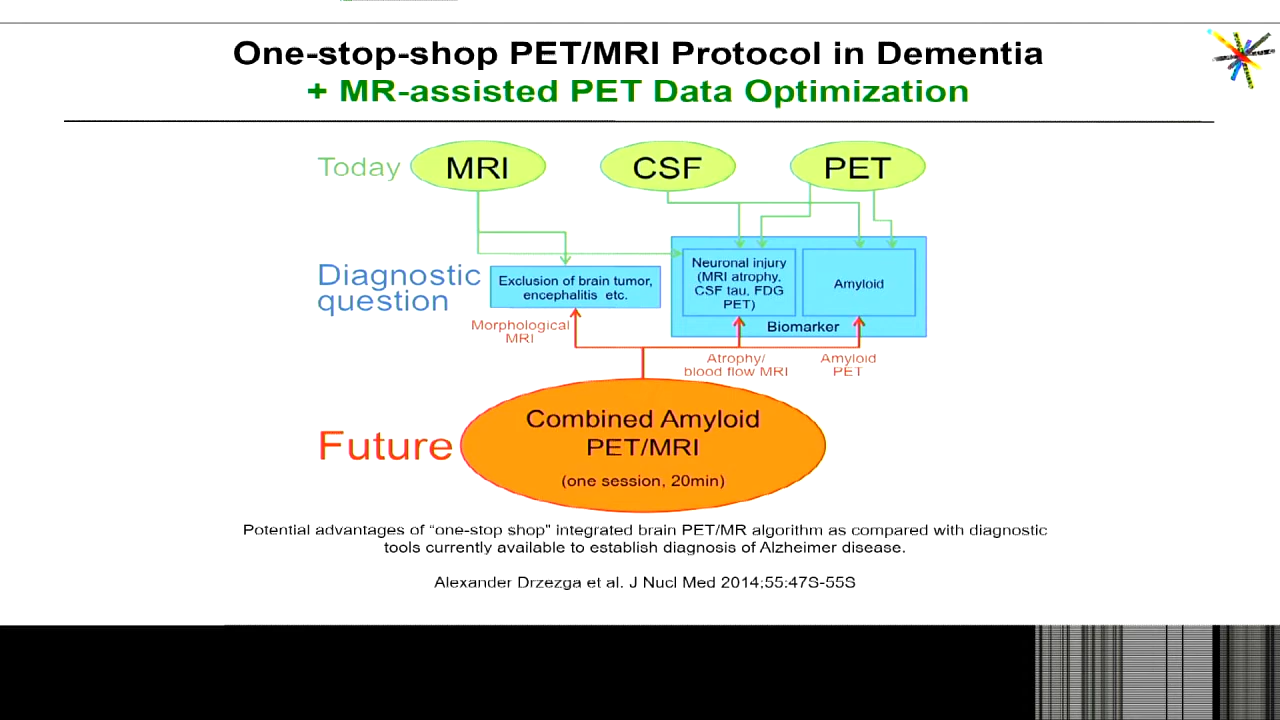 One-stop-shop PET/MRI Protocol in Dementia
+ MR-assisted PET Data Optimization
Today
MRI
CSF
PET
Diagnostic
question
Exclusion of brain tumor,
encephalitis etc.
Neuronal injury
(MRI atrophy,
CSF tau, FDG
PET)
Amyloid
Biomarker
Morphological
MRI
Atrophy/
blood flow MRI
Amyloid
PET
Future
Combined Amyloid
PET/MRI
(one session, 20min)
Potential advantages of “one-stop shop” integrated brain PET/MR algorithm as compared with diagnostic
tools currently available to establish diagnosis of Alzheimer disease.
Alexander Drzezga et al. J Nucl Med 2014;55:47S-55S